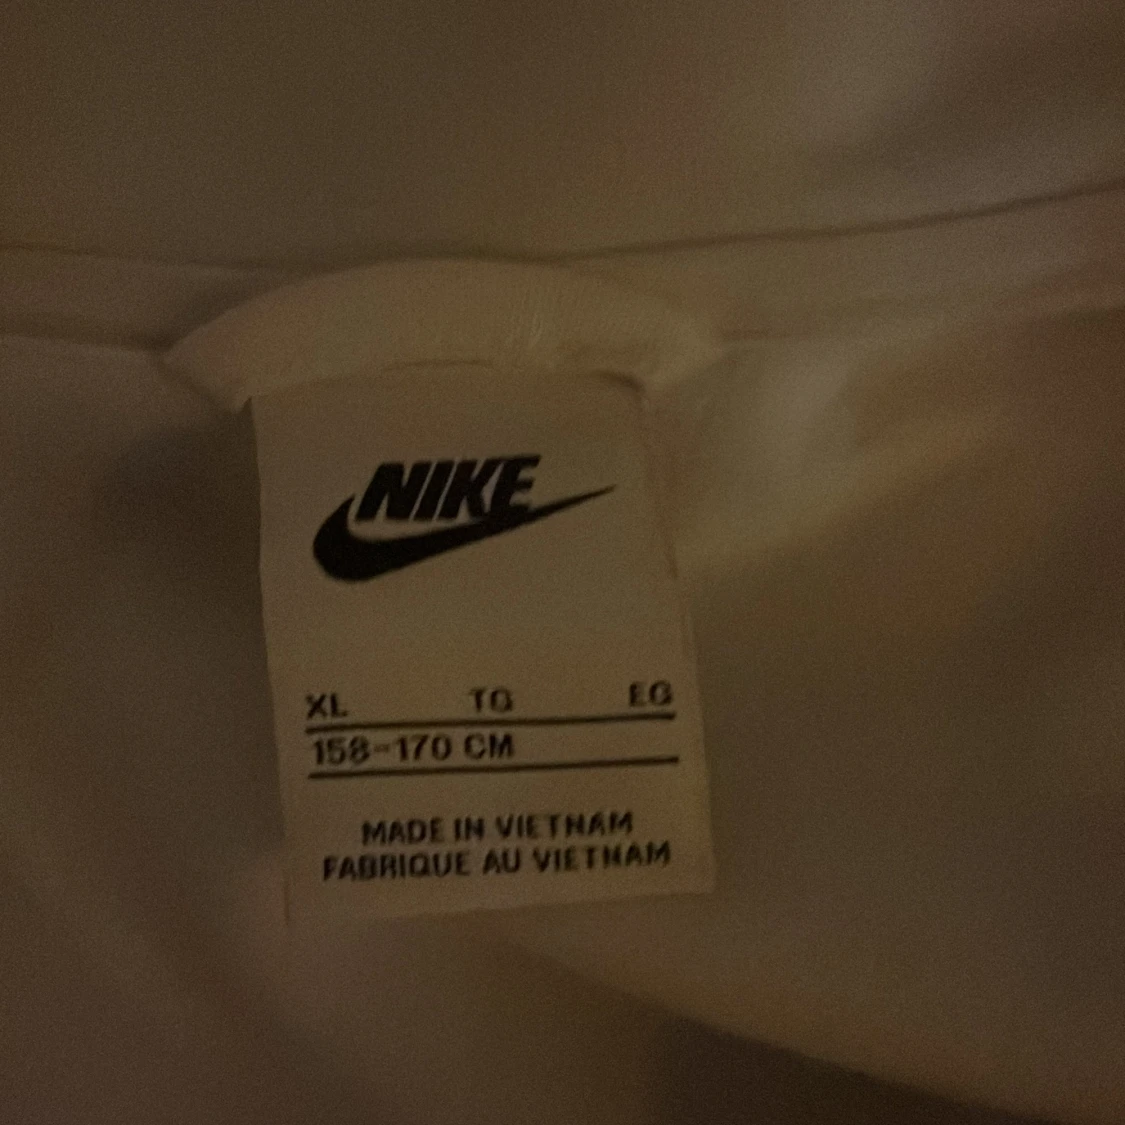 NIKE
XL TG EG
158-170 CM
MADE IN VIETNAM
FABRIQUE AU VIETNAM